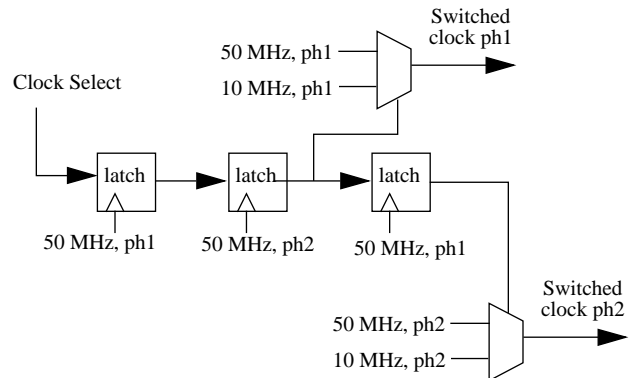 Switched
clock ph1
50 MHz, ph1
10 MHz, ph1
Clock Select
latch
latch
latch
50 MHz, ph1
50 MHz, ph2
50 MHz, ph1
Switched
clock ph2
50 MHz, ph2
10 MHz, ph2